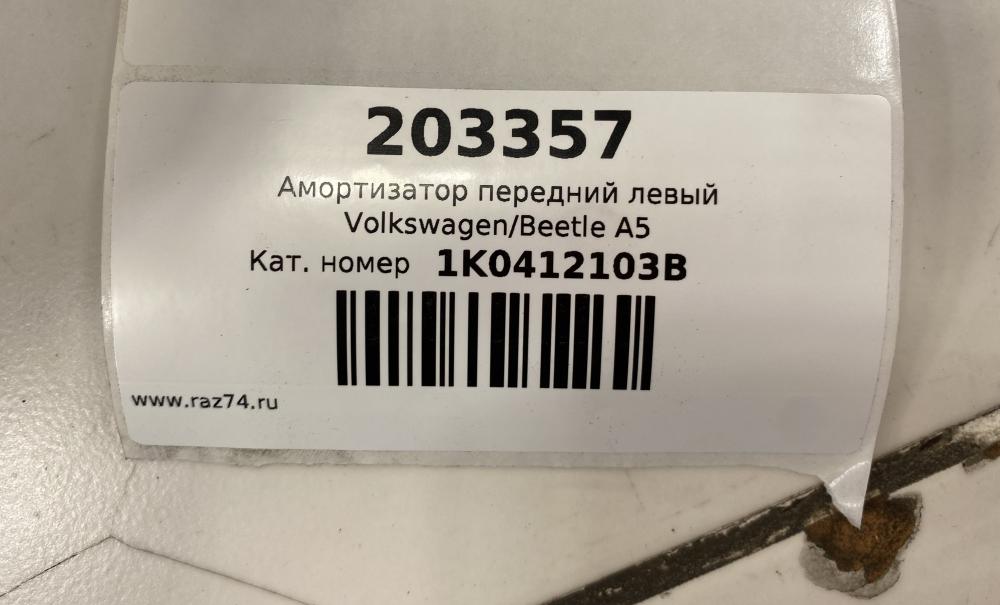 203357
Амортизатор передний левый
Volkswagen/Beetle A5
Кат. номер 1K0412103B
www.raz74.ru